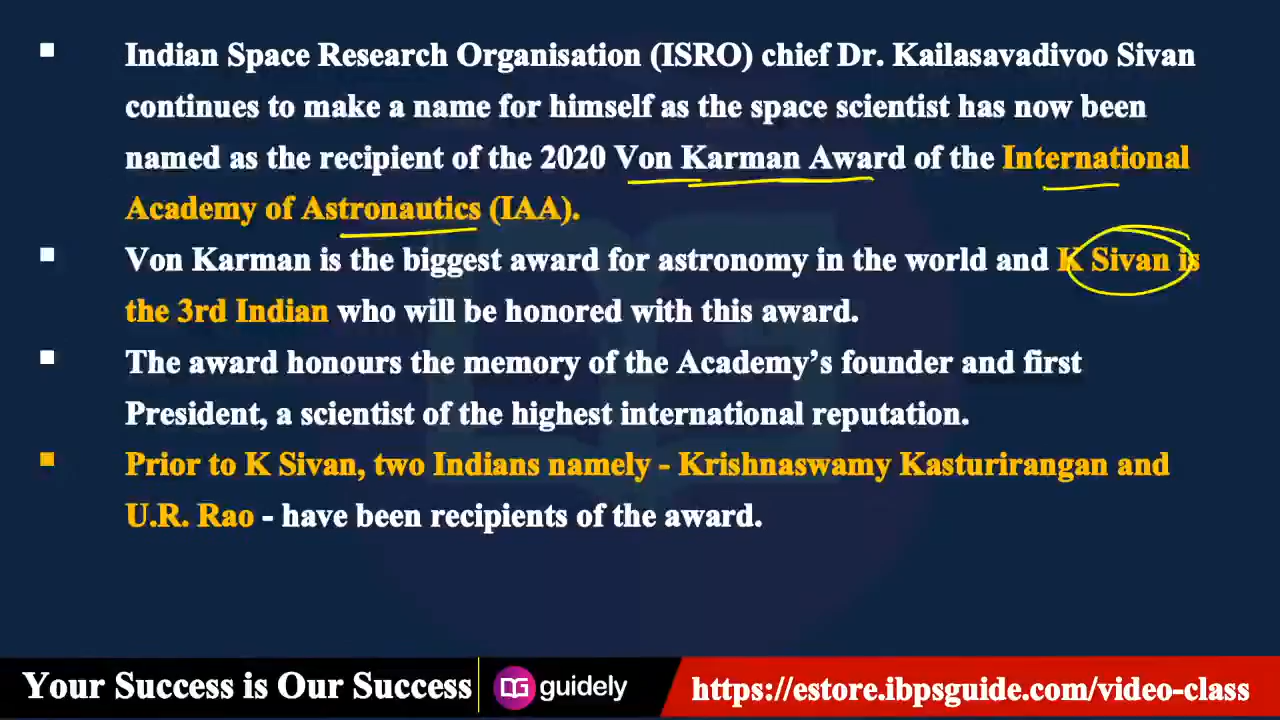 Indian Space Research Organisation (ISRO) chief Dr. Kailasavadivoo Sivan
continues to make a name for himself as the space scientist has now been
named as the recipient of the 2020 Von Karman Award of the International
Academy of Astronautics (IAA).
Von Karman is the biggest award for astronomy in the world and K Sivan is
the 3rd Indian who will be honored with this award.
The award honours the memory of the Academy’s founder and first
President, a scientist of the highest international reputation.
Prior to K Sivan, two Indians namely - Krishnaswamy Kasturirangan and
U.R. Rao - have been recipients of the award.
Your Success is Our Success
guidely
https://estore.ibpsguide.com/video-class